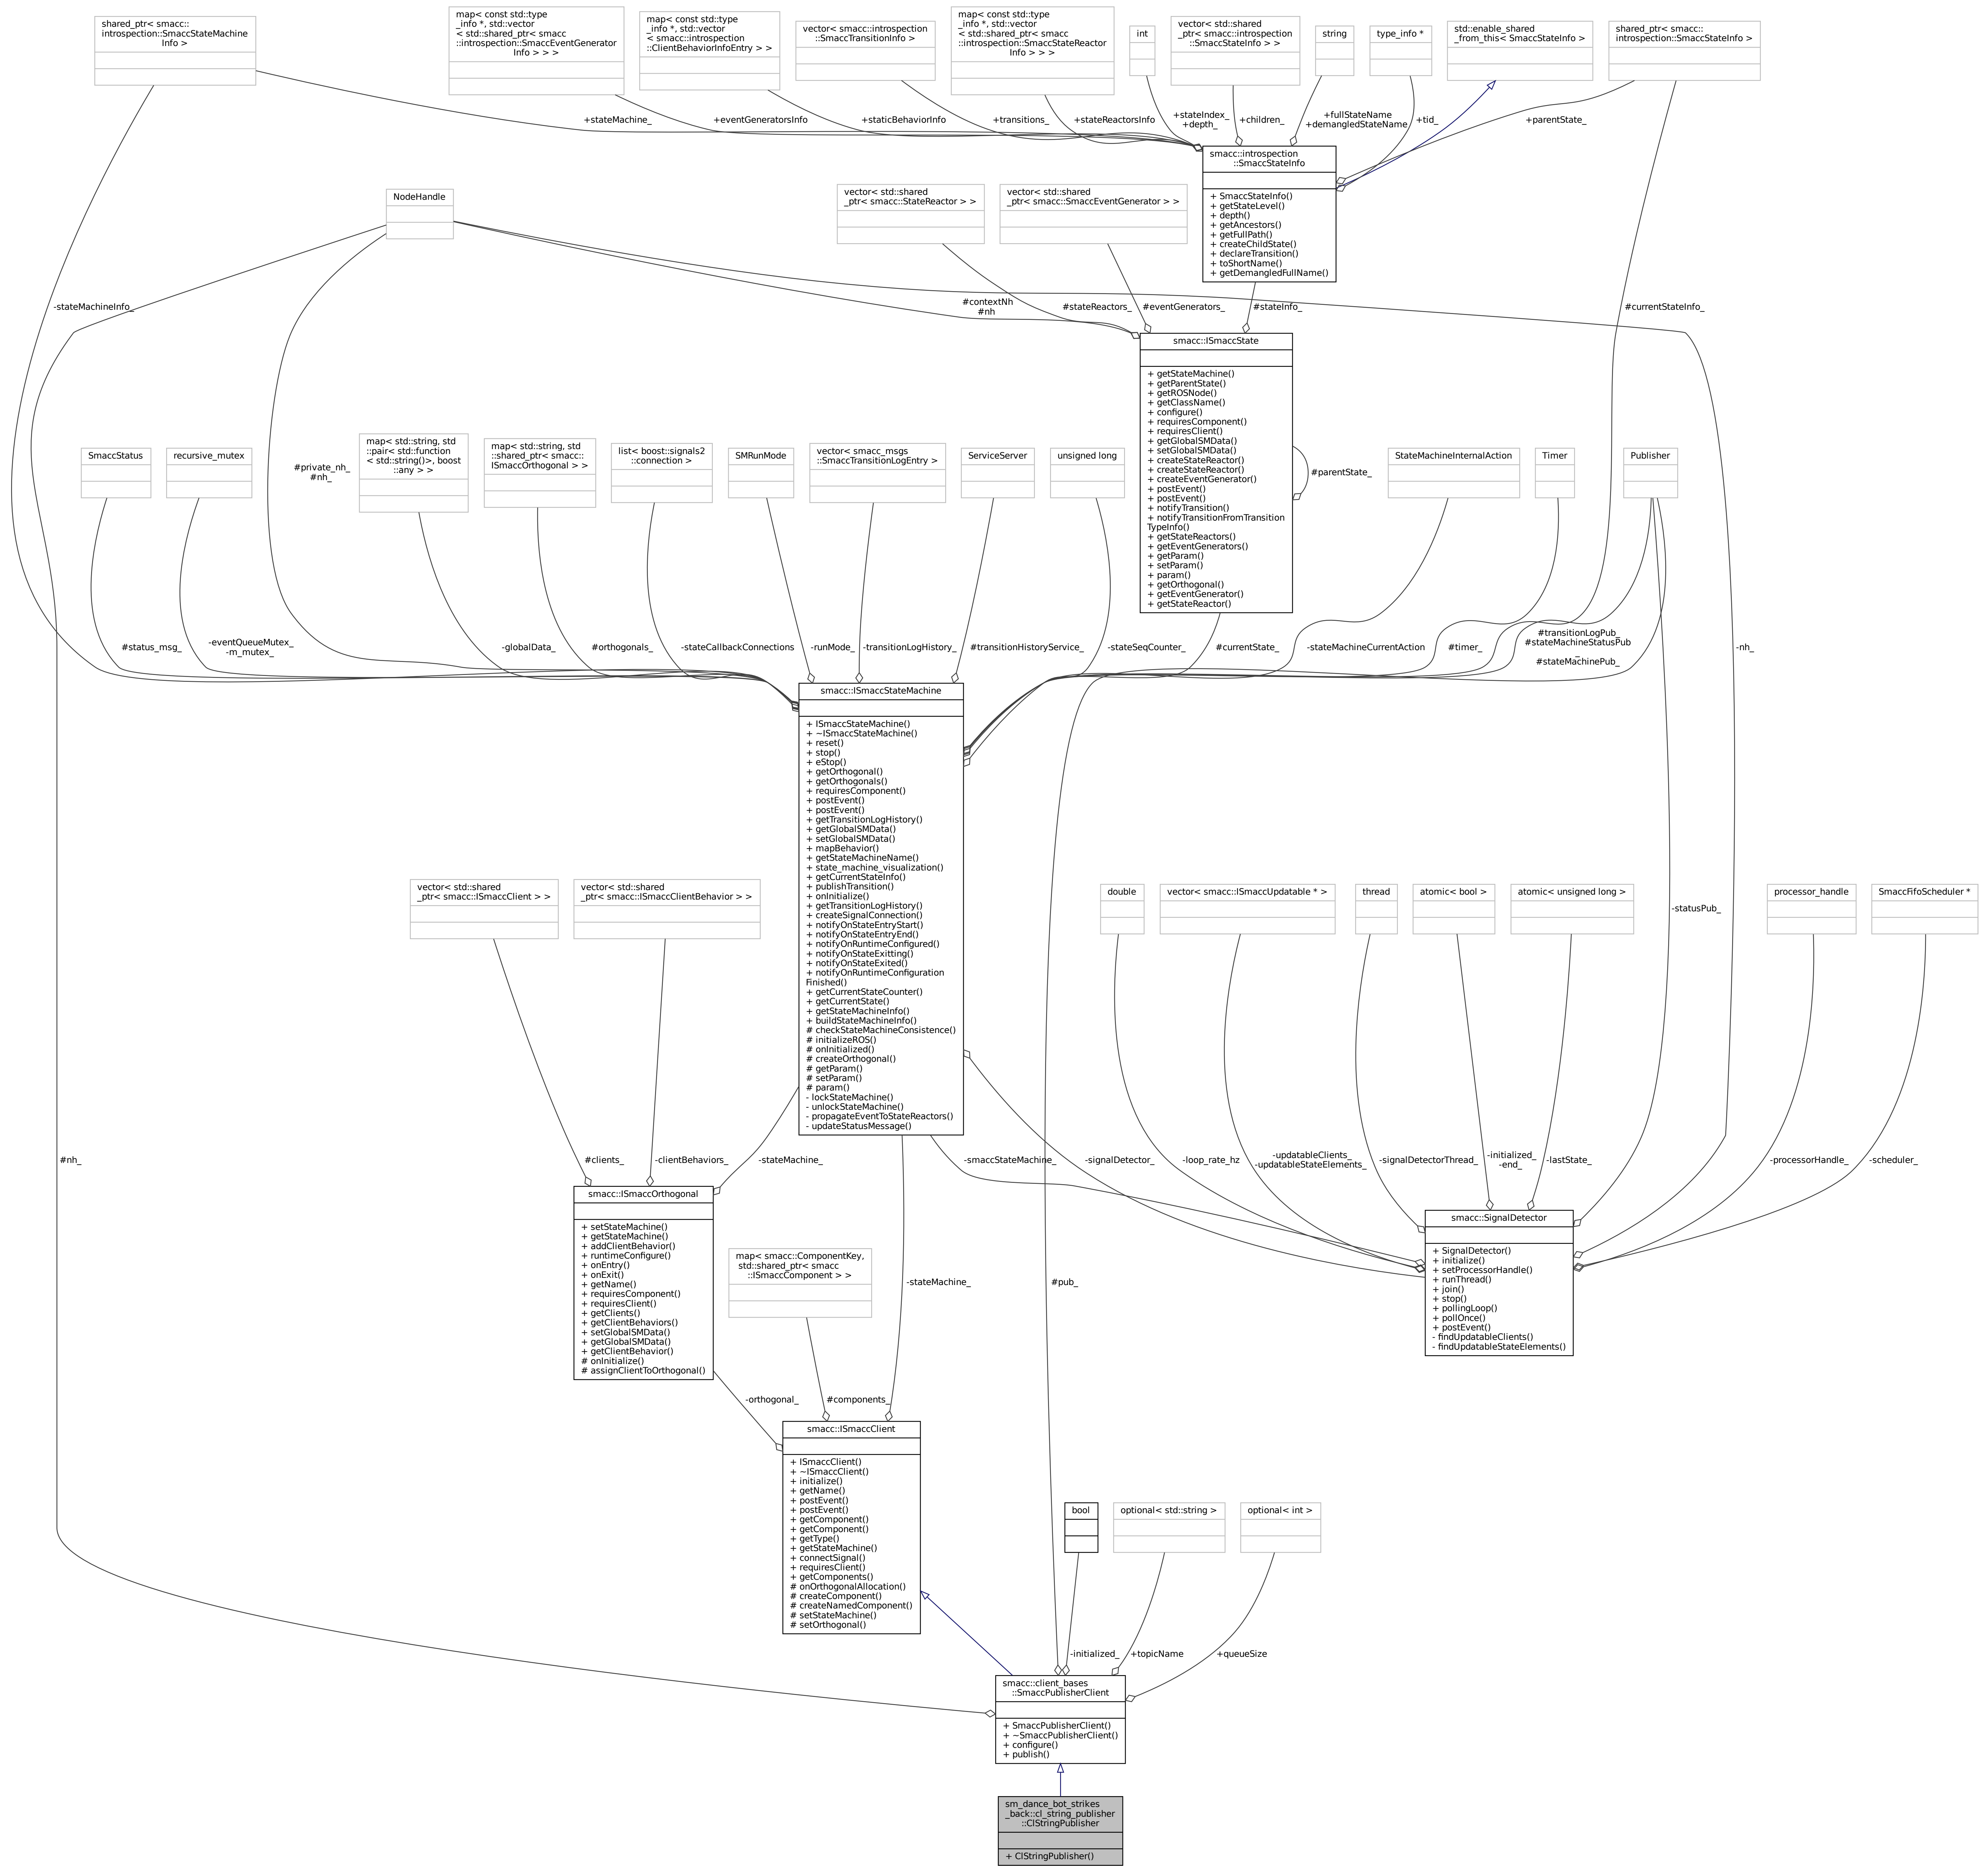 shared_ptr< smacc::
introspection::SmaccStateMachine
Info >
map< const std::type
_info *, std::vector
< std::shared_ptr< smacc
::introspection::SmaccEventGenerator
Info > > >
map< const std::type
_info *, std::vector
< smacc::introspection
::ClientBehaviorInfoEntry > >
vector< smacc::introspection
::SmaccTransitionInfo >
map< const std::type
_info *, std::vector
< std::shared_ptr< smacc
::introspection::SmaccStateReactor
Info > > >
int
vector< std::shared
_ptr< smacc::introspection
::SmaccStateInfo > >
string
type_info *
std::enable_shared
_from_this< SmaccStateInfo >
shared_ptr< smacc::
introspection::SmaccStateInfo >
+stateMachine_
+eventGeneratorsInfo
+staticBehaviorInfo
+transitions_
+stateReactorsInfo
+stateIndex_
+depth_
+children_
+fullStateName
+demangledStateName
+tid_
+parentState_
smacc::introspection
::SmaccStateInfo
+ SmaccStateInfo()
+ getStateLevel()
+ depth()
+ getAncestors()
+ getFullPath()
+ createChildState()
+ declareTransition()
+ toShortName()
+ getDemangledFullName()
NodeHandle
vector< std::shared
_ptr< smacc::StateReactor > >
vector< std::shared
_ptr< smacc::SmaccEventGenerator > >
-stateMachineInfo_
#contextNh
#nh
#stateReactors_
#eventGenerators_
#stateInfo_
#currentStateInfo_
smacc::ISmaccState
+ getStateMachine()
+ getParentState()
+ getROSNode()
+ getClassName()
+ configure()
+ requiresComponent()
+ requiresClient()
+ getGlobalSMData()
+ setGlobalSMData()
+ createStateReactor()
+ createStateReactor()
+ createEventGenerator()
+ postEvent()
+ postEvent()
+ notifyTransition()
+ notifyTransitionFromTransition
TypeInfo()
+ getStateReactors()
+ getEventGenerators()
+ getParam()
+ setParam()
+ param()
+ getOrthogonal()
+ getEventGenerator()
+ getStateReactor()
#parentState_
SmaccStatus
recursive_mutex
#private_nh_
#nh_
map< std::string, std
::pair< std::function
< std::string()>, boost
::any > >
map< std::string, std
::shared_ptr< smacc::
ISmaccOrthogonal > >
list< boost::signals2
::connection >
SMRunMode
vector< smacc_msgs
::SmaccTransitionLogEntry >
ServiceServer
unsigned long
StateMachineInternalAction
Timer
Publisher
#status_msg_
-eventQueueMutex_
-m_mutex_
-globalData_
#orthogonals_
-stateCallbackConnections
-runMode_
-transitionLogHistory_
#transitionHistoryService_
-stateSeqCounter_
#currentState_
-stateMachineCurrentAction
#timer_
#transitionLogPub_
#stateMachineStatusPub
_
#stateMachinePub_
-nh_
smacc::ISmaccStateMachine
+ ISmaccStateMachine()
+ ~ISmaccStateMachine()
+ reset()
+ stop()
+ eStop()
+ getOrthogonal()
+ getOrthogonals()
+ requiresComponent()
+ postEvent()
+ postEvent()
+ getTransitionLogHistory()
+ getGlobalSMData()
+ setGlobalSMData()
+ mapBehavior()
+ getStateMachineName()
+ state_machine_visualization()
+ getCurrentStateInfo()
+ publishTransition()
+ onInitialize()
+ getTransitionLogHistory()
+ createSignalConnection()
+ notifyOnStateEntryStart()
+ notifyOnStateEntryEnd()
+ notifyOnRuntimeConfigured()
+ notifyOnStateExitting()
+ notifyOnStateExited()
+ notifyOnRuntimeConfiguration
Finished()
+ getCurrentStateCounter()
+ getCurrentState()
+ getStateMachineInfo()
+ buildStateMachineInfo()
# checkStateMachineConsistence()
# initializeROS()
# onInitialized()
# createOrthogonal()
# getParam()
# setParam()
# param()
- lockStateMachine()
- unlockStateMachine()
- propagateEventToStateReactors()
- updateStatusMessage()
vector< std::shared
_ptr< smacc::ISmaccClient > >
vector< std::shared
_ptr< smacc::ISmaccClientBehavior > >
double
vector< smacc::ISmaccUpdatable * >
thread
atomic< bool >
atomic< unsigned long >
-statusPub_
processor_handle
SmaccFifoScheduler *
#nh_
#clients_
-clientBehaviors_
-stateMachine_
-smaccStateMachine_
-signalDetector_
-loop_rate_hz
-updatableClients_
-updatableStateElements_
-signalDetectorThread_
-initialized_
-end_
-lastState_
-processorHandle_
-scheduler_
smacc::ISmaccOrthogonal
+ setStateMachine()
+ getStateMachine()
+ addClientBehavior()
+ runtimeConfigure()
+ onEntry()
+ onExit()
+ getName()
+ requiresComponent()
+ requiresClient()
+ getClients()
+ getClientBehaviors()
+ setGlobalSMData()
+ getGlobalSMData()
+ getClientBehavior()
# onInitialize()
# assignClientToOrthogonal()
smacc::SignalDetector
+ SignalDetector()
+ initialize()
+ setProcessorHandle()
+ runThread()
+ join()
+ stop()
+ pollingLoop()
+ pollOnce()
+ postEvent()
- findUpdatableClients()
- findUpdatableStateElements()
map< smacc::ComponentKey,
std::shared_ptr< smacc
::ISmaccComponent > >
-stateMachine_
#pub_
-orthogonal_
#components_
smacc::ISmaccClient
+ ISmaccClient()
+ ~ISmaccClient()
+ initialize()
+ getName()
+ postEvent()
+ postEvent()
+ getComponent()
+ getComponent()
+ getType()
+ getStateMachine()
+ connectSignal()
+ requiresClient()
+ getComponents()
# onOrthogonalAllocation()
# createComponent()
# createNamedComponent()
# setStateMachine()
# setOrthogonal()
bool
optional< std::string >
optional< int >
-initialized_
+topicName
+queueSize
smacc::client_bases
::SmaccPublisherClient
+ SmaccPublisherClient()
+ ~SmaccPublisherClient()
+ configure()
+ publish()
sm_dance_bot_strikes
_back::cl_string_publisher
::ClStringPublisher
+ ClStringPublisher()